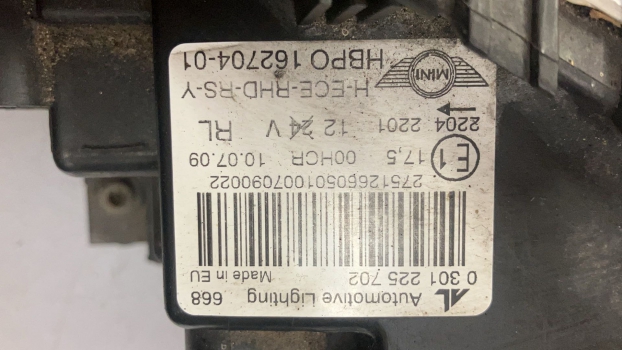 AL Automotive Lighting 668
0 301 225 702 Made in EU
27512660501007090022
E1 17,5 00HCR 10.07.09
2204 2201 12 24 V RL
H-ECE-RHD-RS-Y
MINI
HBPO 162704-01